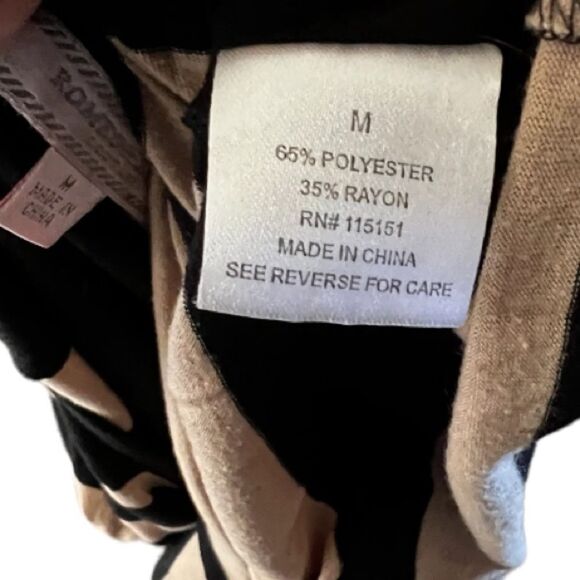 M
MADE IN
CHINA
M
65% POLYESTER
35% RAYON
RN# 115151
MADE IN CHINA
SEE REVERSE FOR CARE